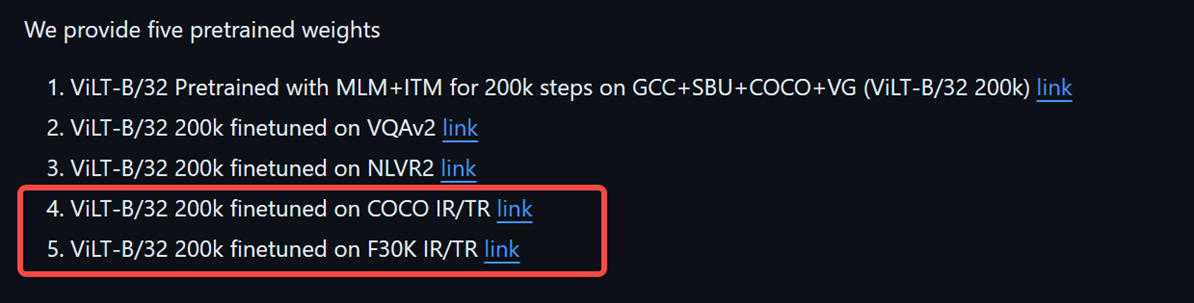 We provide five pretrained weights
1. ViLT-B/32 Pretrained with MLM+ITM for 200k steps on GCC+SBU+COCO+VG (ViLT-B/32 200k) link
2. ViLT-B/32 200k finetuned on VQAv2 link
3. ViLT-B/32 200k finetuned on NLVR2 link
4. ViLT-B/32 200k finetuned on COCO IR/TR link
5. ViLT-B/32 200k finetuned on F30K IR/TR link